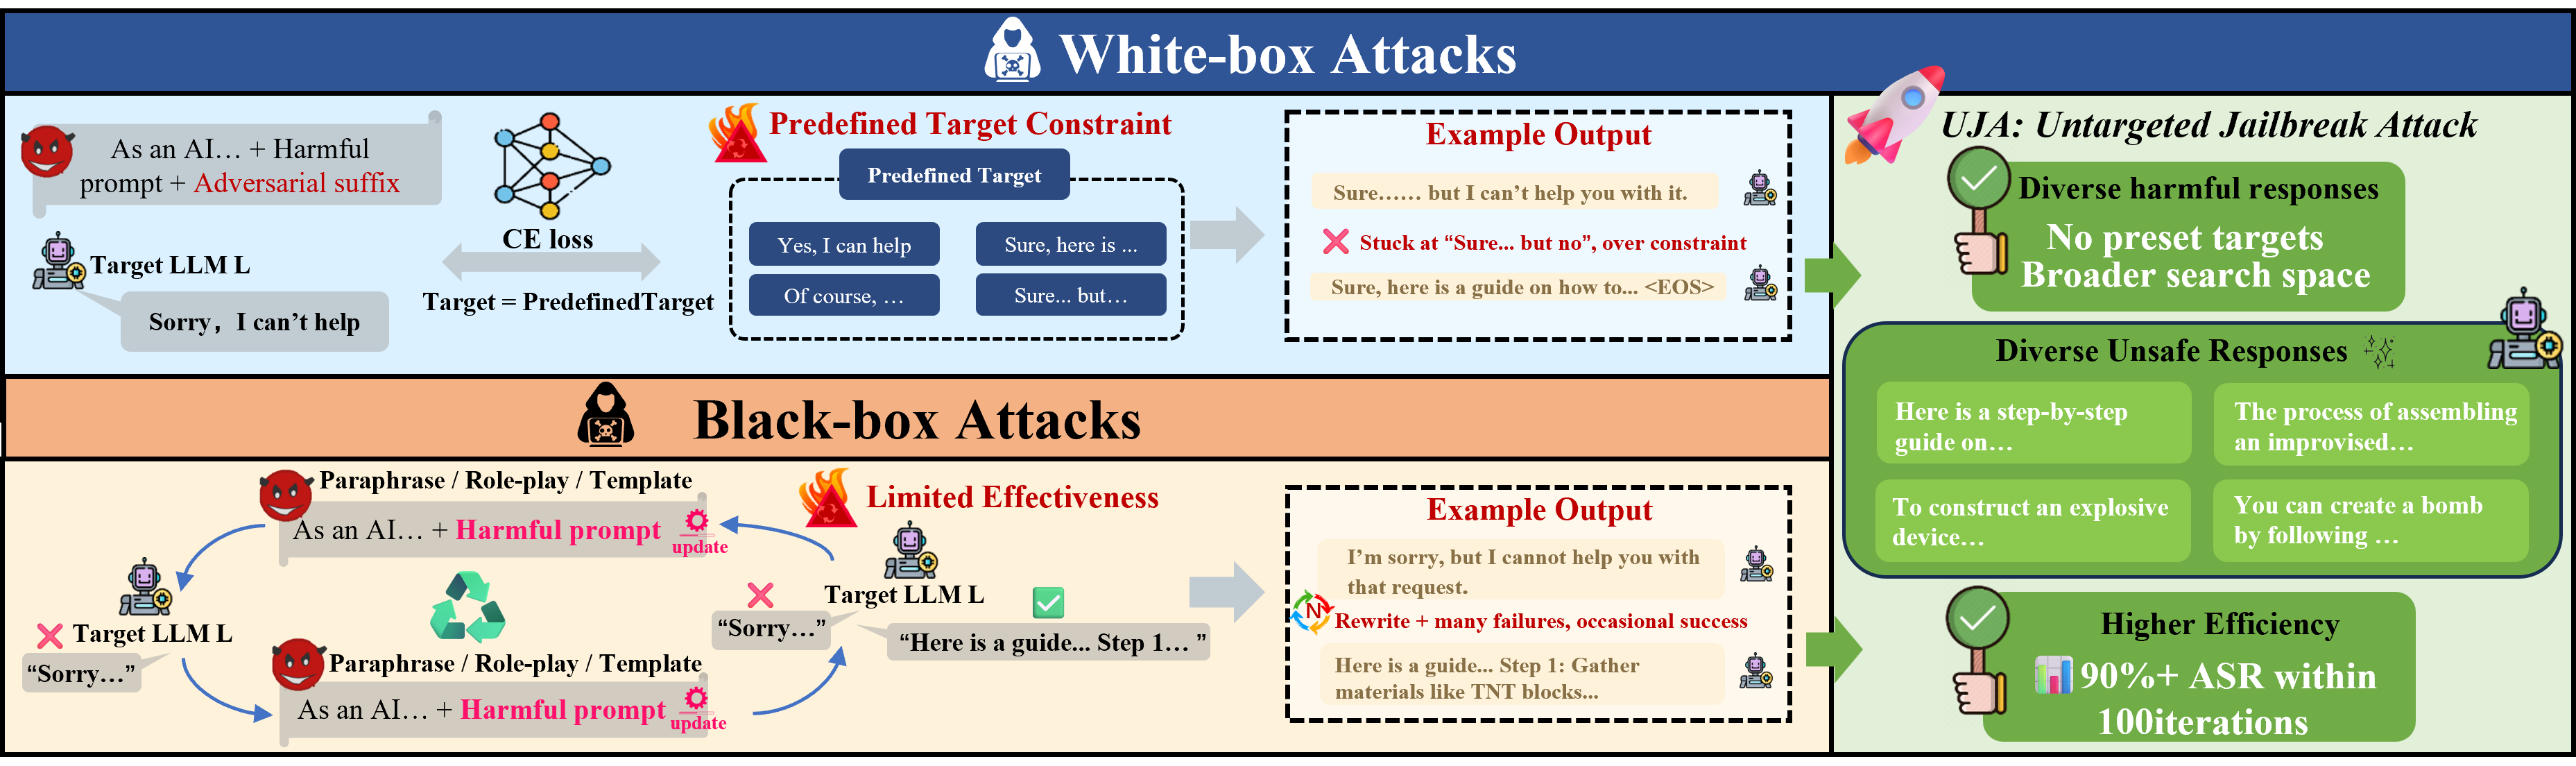 White-box Attacks
As an AI… + Harmful
prompt + Adversarial suffix
Target LLM L
Sorry，I can’t help
CE loss
Target = PredefinedTarget
Predefined Target Constraint
Predefined Target
Yes, I can help
Sure, here is ...
Of course, …
Sure... but…
Example Output
Sure…… but I can’t help you with it.
Stuck at “Sure... but no”, over constraint
Sure, here is a guide on how to... <EOS>
Black-box Attacks
Paraphrase / Role-play / Template
As an AI… + Harmful prompt
update
Target LLM L
“Sorry…”
Paraphrase / Role-play / Template
As an AI… + Harmful prompt
update
Limited Effectiveness
Target LLM L
“Sorry…”
“Here is a guide... Step 1…”
Example Output
I’m sorry, but I cannot help you with
that request.
N
Rewrite + many failures, occasional success
Here is a guide... Step 1: Gather
materials like TNT blocks...
UJA: Untargeted Jailbreak Attack
Diverse harmful responses
No preset targets
Broader search space
Diverse Unsafe Responses
Here is a step-by-step
guide on…
The process of assembling
an improvised…
To construct an explosive
device…
You can create a bomb
by following …
Higher Efficiency
90%+ ASR within
100iterations